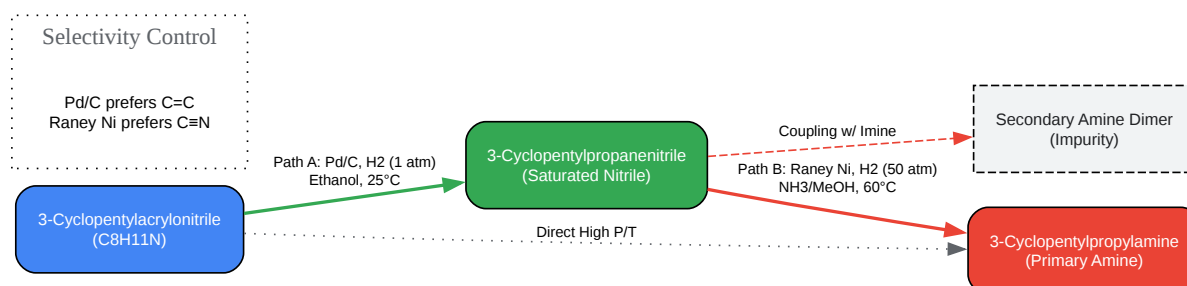 Selectivity Control
Pd/C prefers C=C
Raney Ni prefers C≡N
3-Cyclopentylacrylonitrile
(C8H11N)
Path A: Pd/C, H2 (1 atm)
Ethanol, 25°C
3-Cyclopentylpropanenitrile
(Saturated Nitrile)
Coupling w/ Imine
Path B: Raney Ni, H2 (50 atm)
NH3/MeOH, 60°C
Direct High P/T
Secondary Amine Dimer
(Impurity)
3-Cyclopentylpropylamine
(Primary Amine)